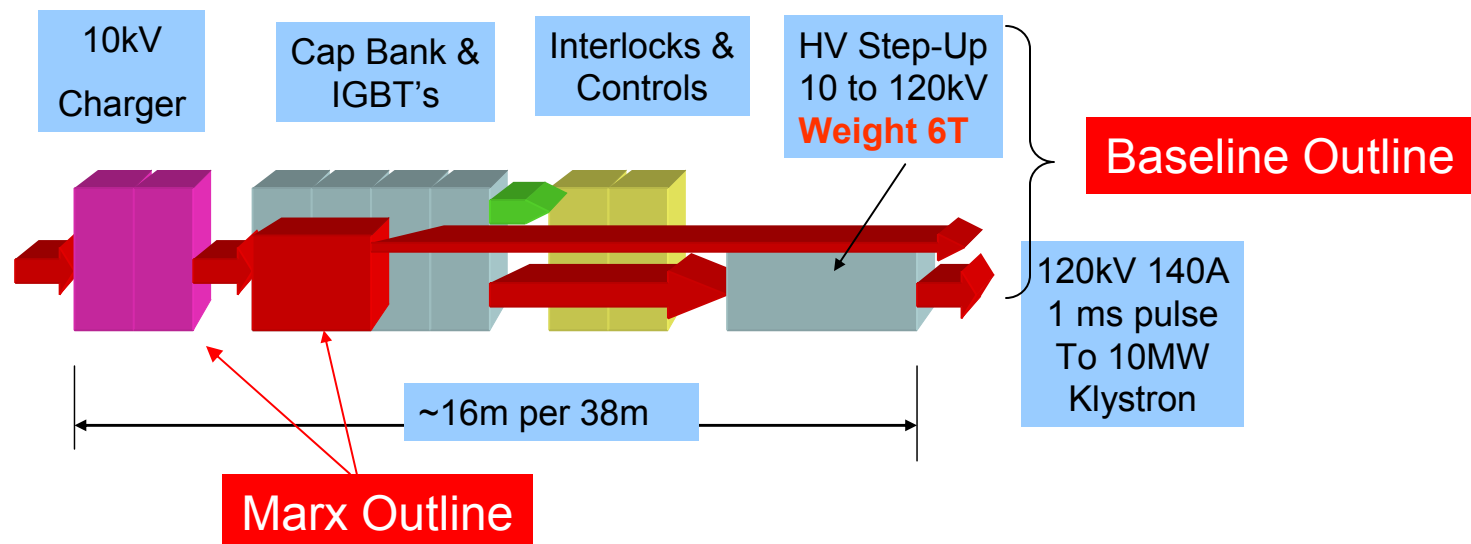 10kV
Charger
Cap Bank &
IGBT’s
Interlocks &
Controls
HV Step-Up
10 to 120kV
Weight 6T
Baseline Outline
120kV 140A
1 ms pulse
To 10MW
Klystron
~16m per 38m
Marx Outline